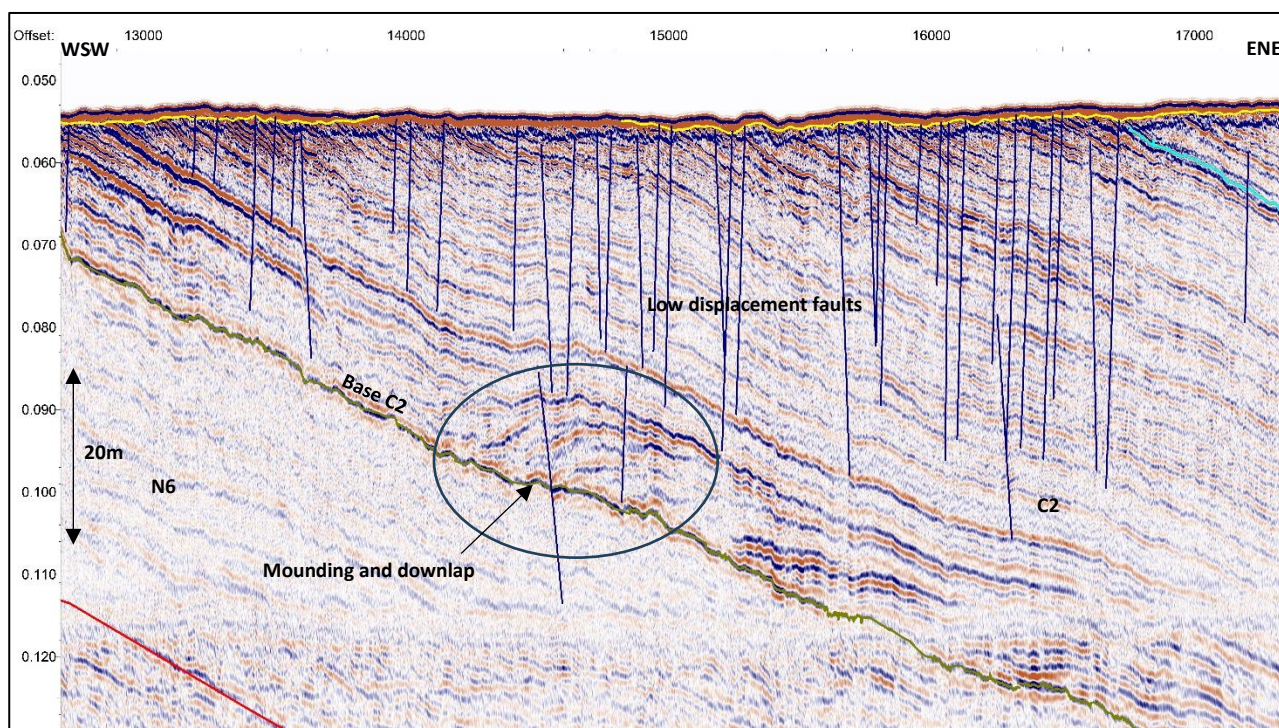 Offset: 13000 14000 15000 16000 17000
WSW ENE
0.050
0.060
0.070
Low displacement faults
0.080
Base C2
0.090
20m
N6
0.100
C2
Mounding and downlap
0.110
0.120